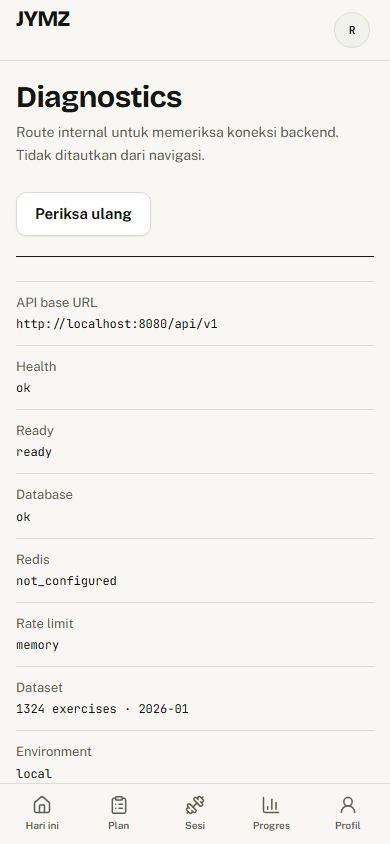 JYMZ
R
Diagnostics
Route internal untuk memeriksa koneksi backend.
Tidak ditautkan dari navigasi.
Periksa ulang
API base URL
http://localhost:8080/api/v1
Health
ok
Ready
ready
Database
ok
Redis
not_configured
Rate limit
memory
Dataset
1324 exercises · 2026-01
Environment
local
Hari ini
Plan
Sesi
Progres
Profil